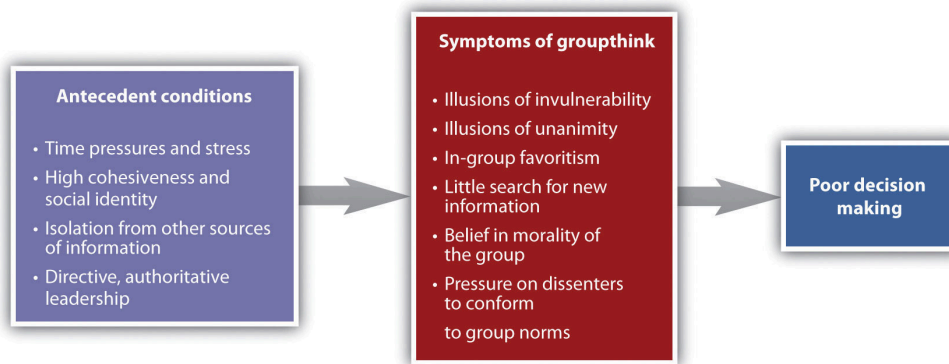 Antecedent conditions
• Time pressures and stress
• High cohesiveness and
social identity
• Isolation from other sources
of information
• Directive, authoritative
leadership
Symptoms of groupthink
• Illusions of invulnerability
• Illusions of unanimity
• In-group favoritism
• Little search for new
information
• Belief in morality of
the group
• Pressure on dissenters
to conform
to group norms
Poor decision
making